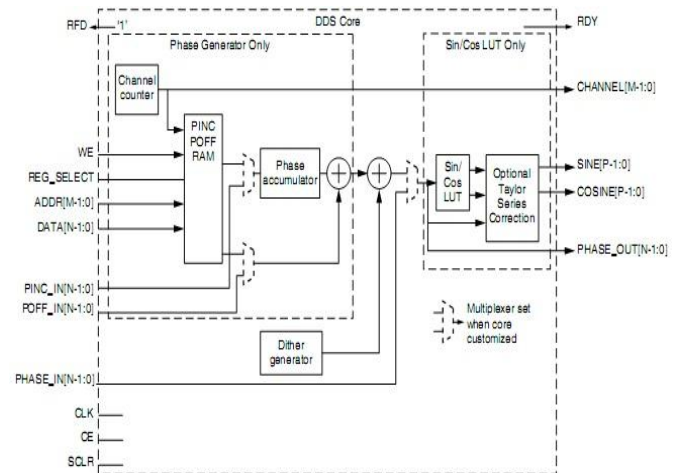 RFD
'1'
DDS Core
RDY
Phase Generator Only
Sin/Cos LUT Only
Channel
counter
CHANNEL[M-1:0]
PINC
POFF
RAM
WE
REG_SELECT
ADDR[M-1:0]
DATA[N-1:0]
Phase
accumulator
Sin/
Cos
LUT
Optional
Taylor
Series
Correction
SINE[P-1:0]
COSINE[P-1:0]
PHASE_OUT[N-1:0]
PINC_IN[N-1:0]
POFF_IN[N-1:0]
Multiplexer set
when core
customized
Dither
generator
PHASE_IN[N-1:0]
CLK
CE
SCLR